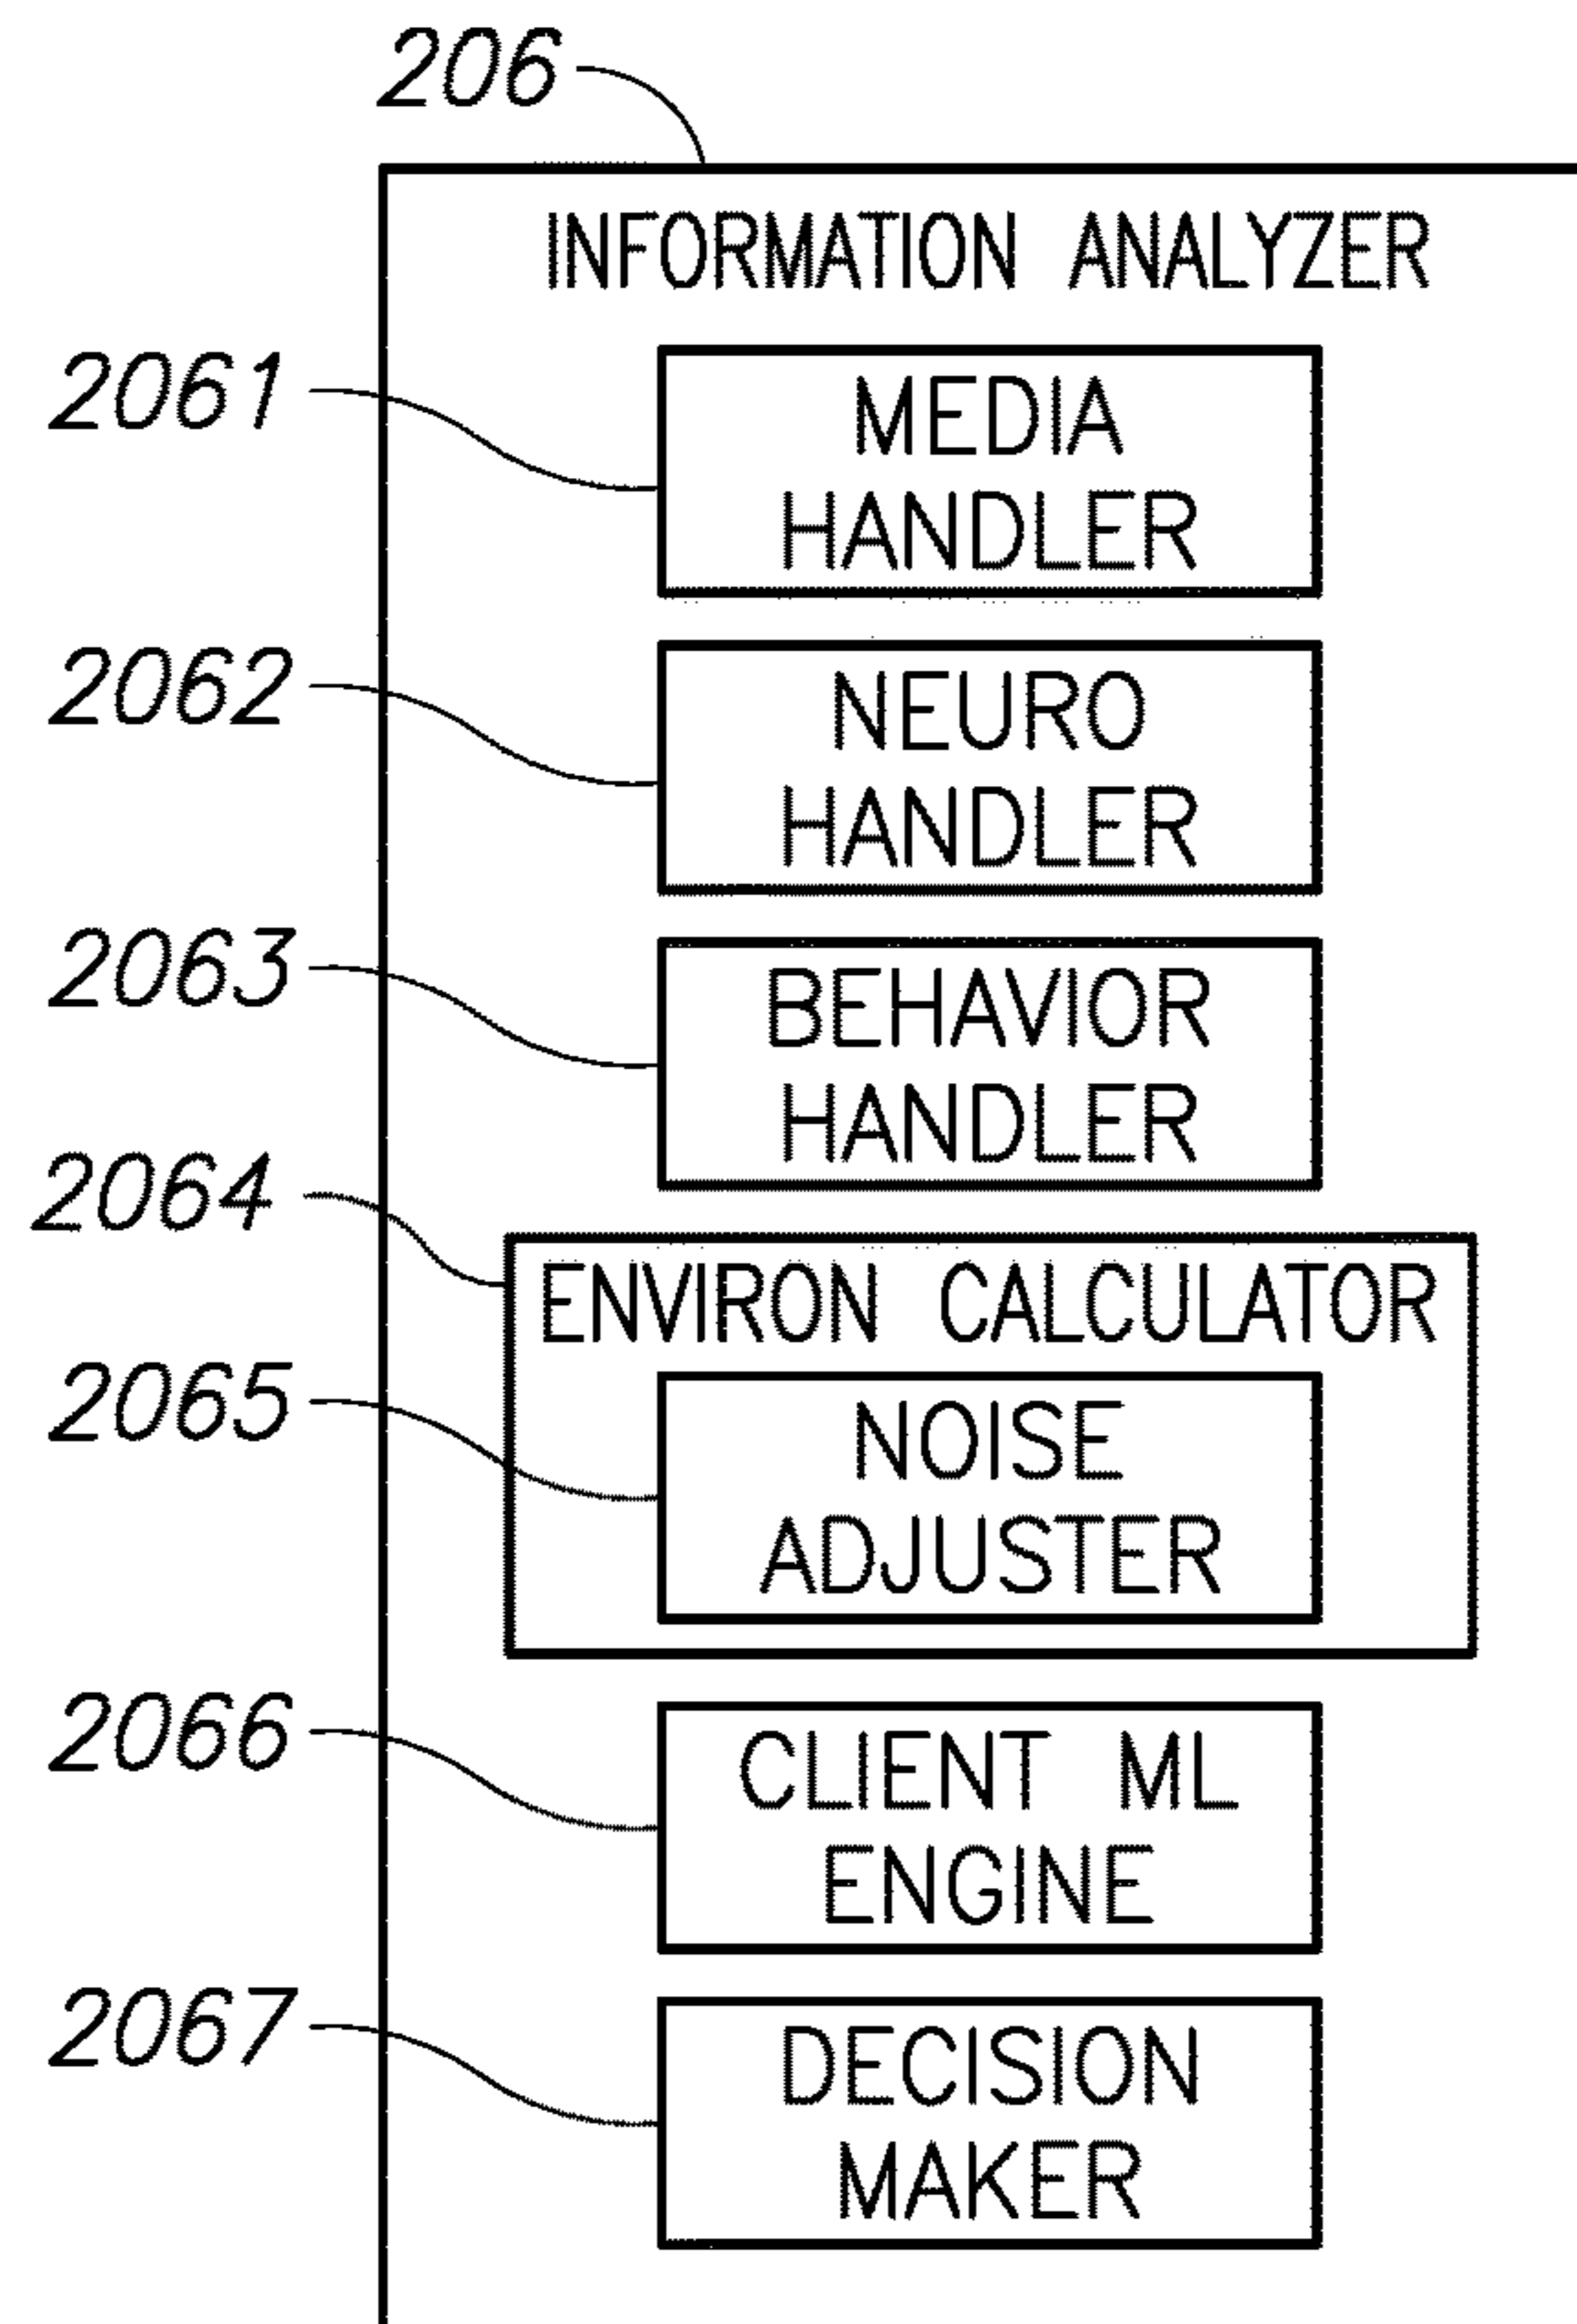 206
INFORMATION ANALYZER
2061
MEDIA
HANDLER
2062
NEURO
HANDLER
2063
BEHAVIOR
HANDLER
2064
ENVIRON CALCULATOR
2065
NOISE
ADJUSTER
2066
CLIENT ML
ENGINE
2067
DECISION
MAKER